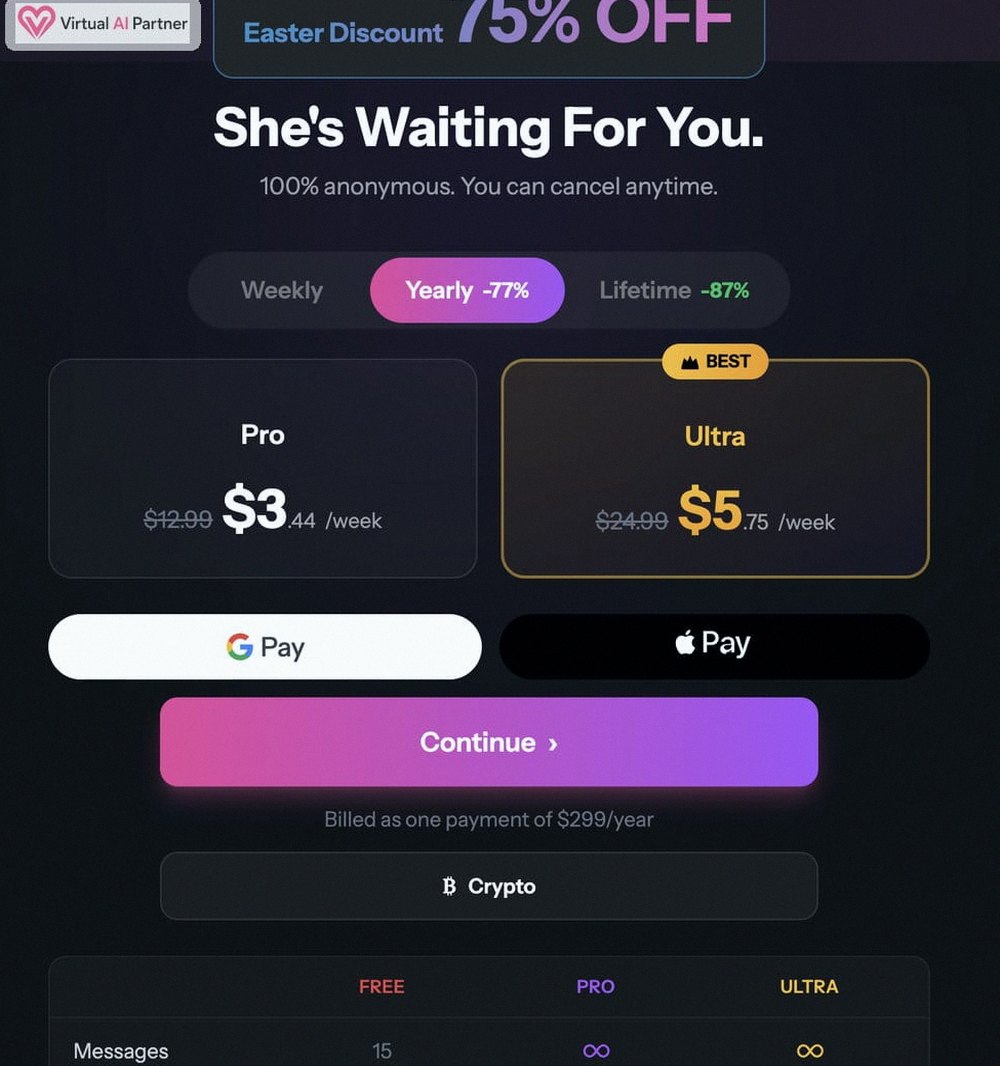 Virtual AI Partner
Easter Discount 75% OFF
She's Waiting For You.
100% anonymous. You can cancel anytime.
Weekly Yearly -77% Lifetime -87%
BEST
Pro Ultra
$12.99 $3.44 /week $24.99 $5.75 /week
G Pay Pay
Continue ›
Billed as one payment of $299/year
₿ Crypto
FREE PRO ULTRA
Messages 15 ∞ ∞